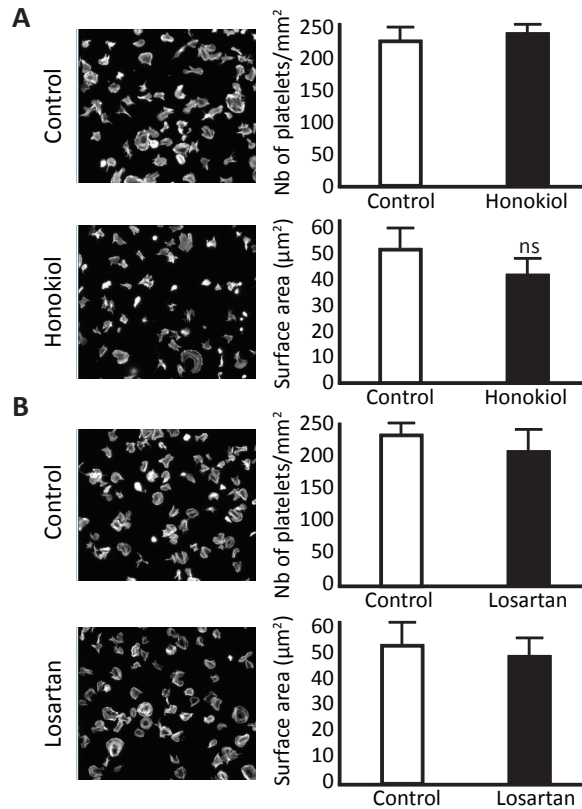 A
Control
Nb of platelets/mm²
250
200
150
100
50
0
Control Honokiol
Honokiol
Surface area (µm²)
60
50
40
30
20
10
0
ns
Control Honokiol
B
Control
Nb of platelets/mm²
250
200
150
100
50
0
Control Losartan
Losartan
Surface area (µm²)
60
50
40
30
20
10
0
Control Losartan